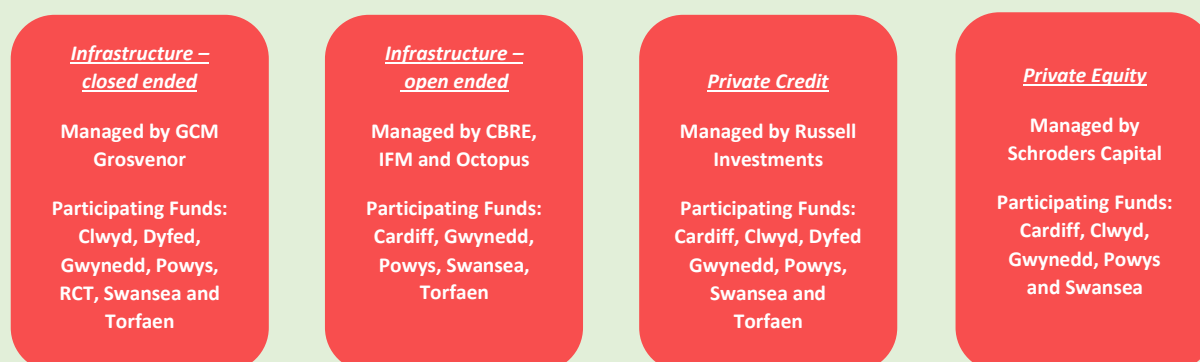 Infrastructure –
closed ended
Managed by GCM
Grosvenor
Participating Funds:
Clwyd, Dyfed,
Gwynedd, Powys,
RCT, Swansea and
Torfaen
Infrastructure –
open ended
Managed by CBRE,
IFM and Octopus
Participating Funds:
Cardiff, Gwynedd,
Powys, Swansea,
Torfaen
Private Credit
Managed by Russell
Investments
Participating Funds:
Cardiff, Clwyd, Dyfed
Gwynedd, Powys,
Swansea and
Torfaen
Private Equity
Managed by
Schroders Capital
Participating Funds:
Cardiff, Clwyd,
Gwynedd, Powys
and Swansea